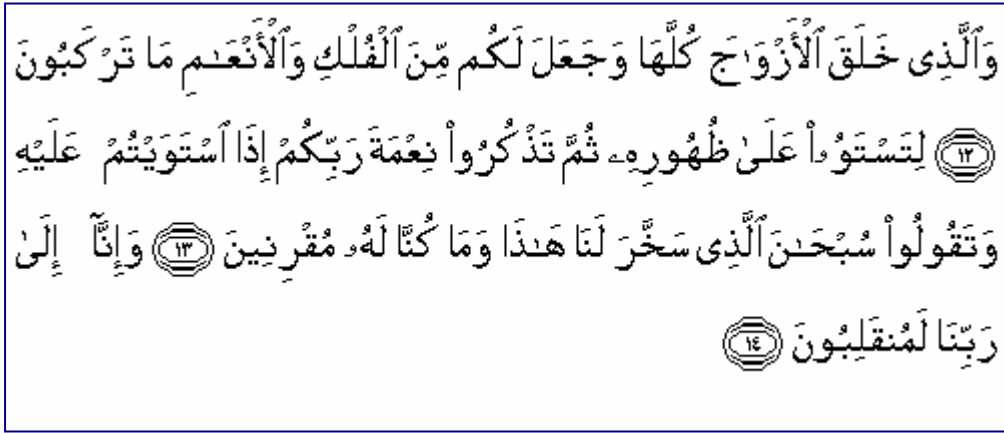 وَٱلَّذِى خَلَقَ ٱلْأَزْوَٰجَ كُلَّهَا وَجَعَلَ لَكُم مِّنَ ٱلْفُلْكِ وَٱلْأَنْعَـٰمِ مَا تَرْكَبُونَ
١٢ لِتَسْتَوُۥا۟ عَلَىٰ ظُهُورِهِۦ ثُمَّ تَذْكُرُوا۟ نِعْمَةَ رَبِّكُمْ إِذَا ٱسْتَوَيْتُمْ عَلَيْهِ
وَتَقُولُوا۟ سُبْحَـٰنَ ٱلَّذِى سَخَّرَ لَنَا هَـٰذَا وَمَا كُنَّا لَهُۥ مُقْرِنِينَ ١٣ وَإِنَّآ إِلَىٰ
رَبِّنَا لَمُنقَلِبُونَ ١٤